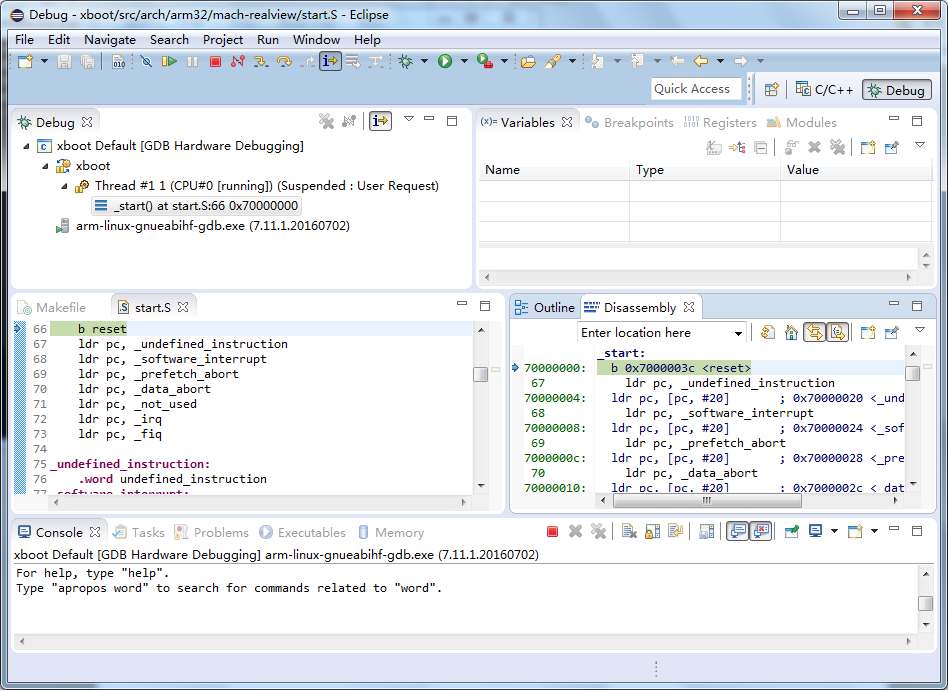 Debug - xboot/src/arch/arm32/mach-realview/start.S - Eclipse
File Edit Navigate Search Project Run Window Help
Quick Access C/C++ Debug
Debug
xboot Default [GDB Hardware Debugging]
xboot
Thread #1 1 (CPU#0 [running]) (Suspended : User Request)
_start() at start.S:66 0x70000000
arm-linux-gnueabihf-gdb.exe (7.11.1.20160702)
(x)= Variables Breakpoints Registers Modules
Name Type Value
Makefile start.S
66 b reset
67 ldr pc, _undefined_instruction
68 ldr pc, _software_interrupt
69 ldr pc, _prefetch_abort
70 ldr pc, _data_abort
71 ldr pc, _not_used
72 ldr pc, _irq
73 ldr pc, _fiq
74
75 _undefined_instruction:
76 .word undefined_instruction
77 _software_interrupt:
Outline Disassembly
Enter location here
_start:
70000000: b 0x7000003c <reset>
67 ldr pc, _undefined_instruction
70000004: ldr pc, [pc, #20] ; 0x70000020 <_und
68 ldr pc, _software_interrupt
70000008: ldr pc, [pc, #20] ; 0x70000024 <_sof
69 ldr pc, _prefetch_abort
7000000c: ldr pc, [pc, #20] ; 0x70000028 <_pre
70 ldr pc, _data_abort
70000010: ldr pc, [pc, #20] ; 0x7000002c <_dat
Console Tasks Problems Executables Memory
xboot Default [GDB Hardware Debugging] arm-linux-gnueabihf-gdb.exe (7.11.1.20160702)
For help, type "help".
Type "apropos word" to search for commands related to "word".